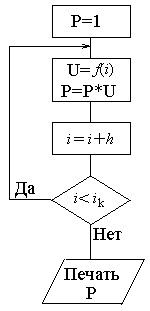 P=1
U=f(i)
P=P*U
i=i+h
Да
i<iₖ
Нет
Печать
P